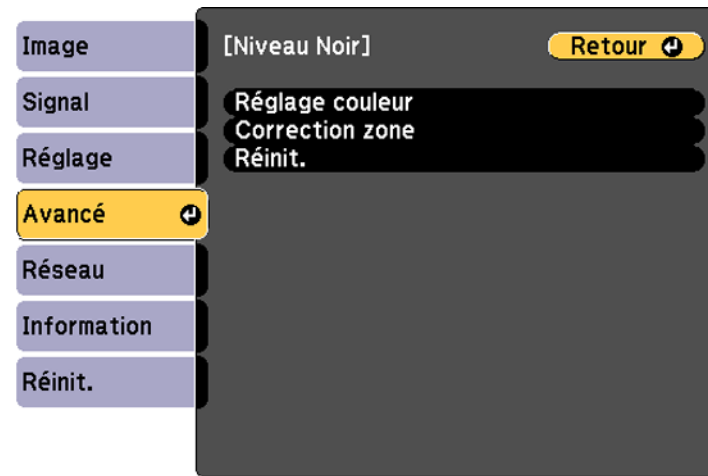 Image
Signal
Réglage
Avancé
Réseau
Information
Réinit.
[Niveau Noir]
Retour
Réglage couleur
Correction zone
Réinit.